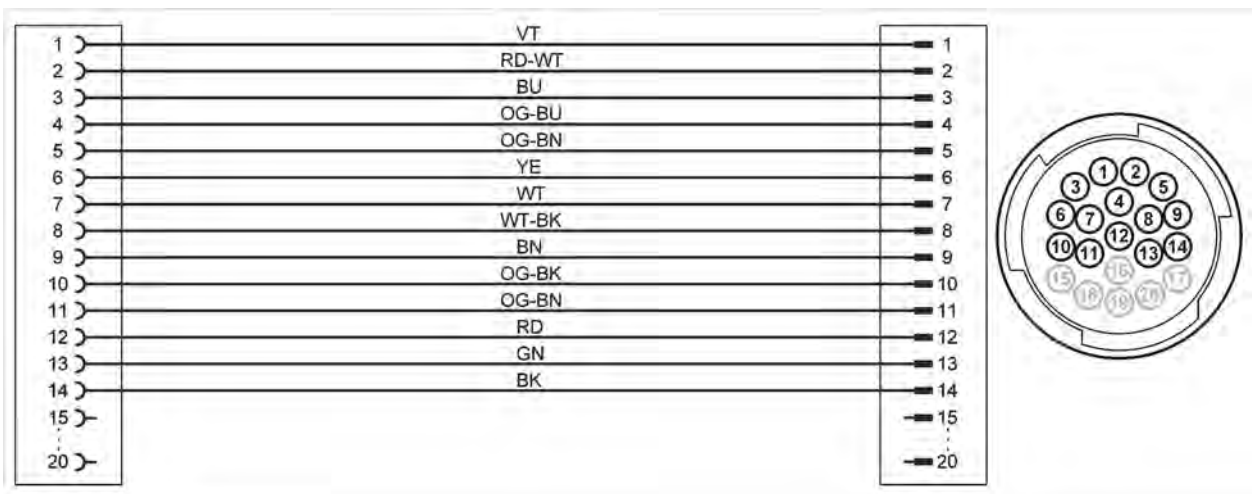 1 VT 1
2 RD-WT 2
3 BU 3
4 OG-BU 4
5 OG-BN 5
6 YE 6
7 WT 7
8 WT-BK 8
9 BN 9
10 OG-BK 10
11 OG-BN 11
12 RD 12
13 GN 13
14 BK 14
15 15
20 20
1 2
3 5
4
6 7 8 9
12
10 11 13 14
15 16 17
18 19 20